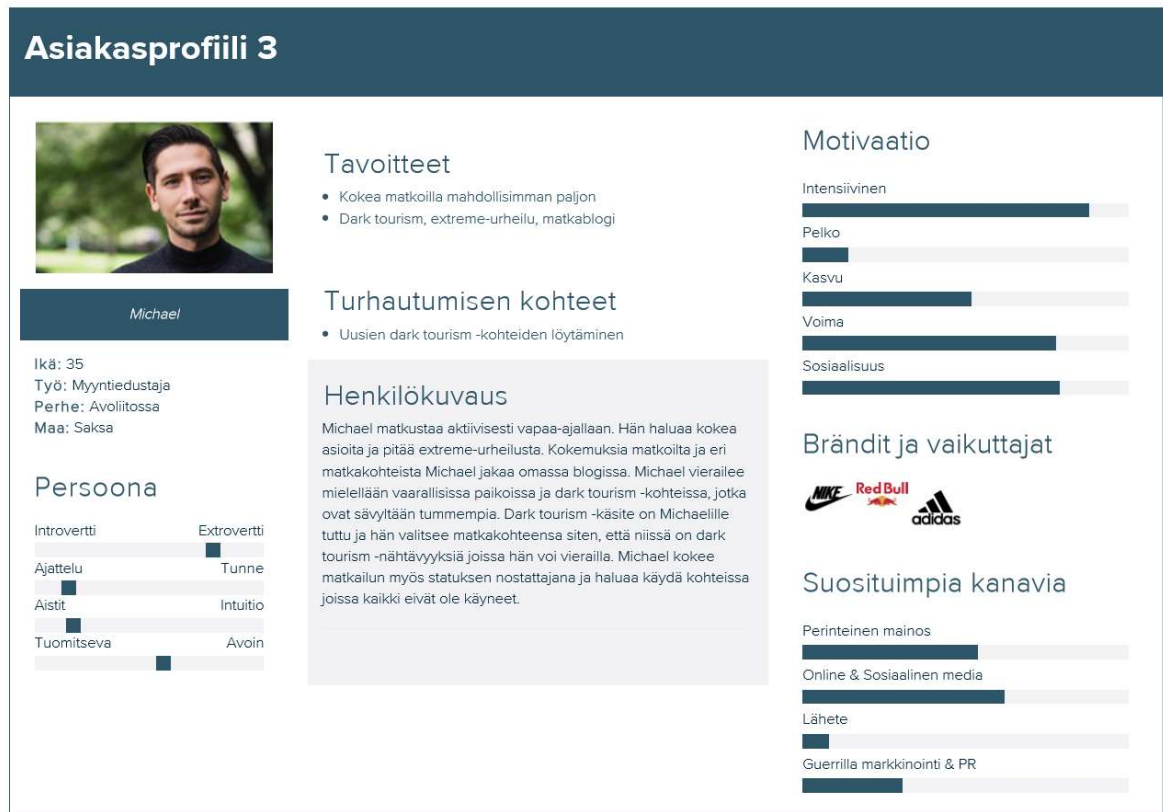 Asiakasprofiili 3
Michael
Ikä: 35
Työ: Myyntiedustaja
Perhe: Avoliitossa
Maa: Saksa
Persoona
Introvertti Extrovertti
Ajattelu Tunne
Aistit Intuitio
Tuomitseva Avoin
Tavoitteet
• Kokea matkoilla mahdollisimman paljon
• Dark tourism, extreme-urheilu, matkablogi
Turhautumisen kohteet
• Uusien dark tourism -kohteiden löytäminen
Henkilökuvaus
Michael matkustaa aktiivisesti vapaa-ajallaan. Hän haluaa kokea
asioita ja pitää extreme-urheilusta. Kokemuksia matkoilta ja eri
matkakohteista Michael jakaa omassa blogissa. Michael vierailee
mielellään vaarallisissa paikoissa ja dark tourism -kohteissa, jotka
ovat sävyltään tummempia. Dark tourism -käsite on Michaelille
tuttu ja hän valitsee matkakohteensa siten, että niissä on dark
tourism -nähtävyyksiä joissa hän voi vierailla. Michael kokee
matkailun myös statuksen nostattajana ja haluaa käydä kohteissa
joissa kaikki eivät ole käyneet.
Motivaatio
Intensiivinen
Pelko
Kasvu
Voima
Sosiaalisuus
Brändit ja vaikuttajat
NIKE Red Bull
adidas
Suosituimpia kanavia
Perinteinen mainos
Online & Sosiaalinen media
Lähete
Guerrilla markkinointi & PR